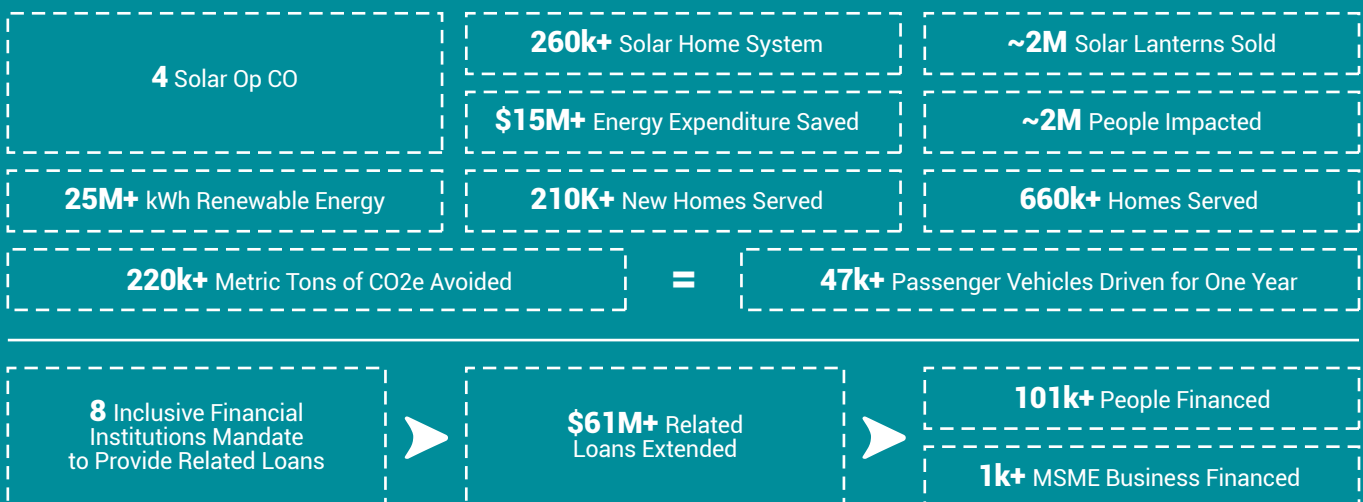 4 Solar Op CO
260k+ Solar Home System
~2M Solar Lanterns Sold
$15M+ Energy Expenditure Saved
~2M People Impacted
25M+ kWh Renewable Energy
210K+ New Homes Served
660k+ Homes Served
220k+ Metric Tons of CO2e Avoided
=
47k+ Passenger Vehicles Driven for One Year
8 Inclusive Financial
Institutions Mandate
to Provide Related Loans
$61M+ Related
Loans Extended
101k+ People Financed
1k+ MSME Business Financed